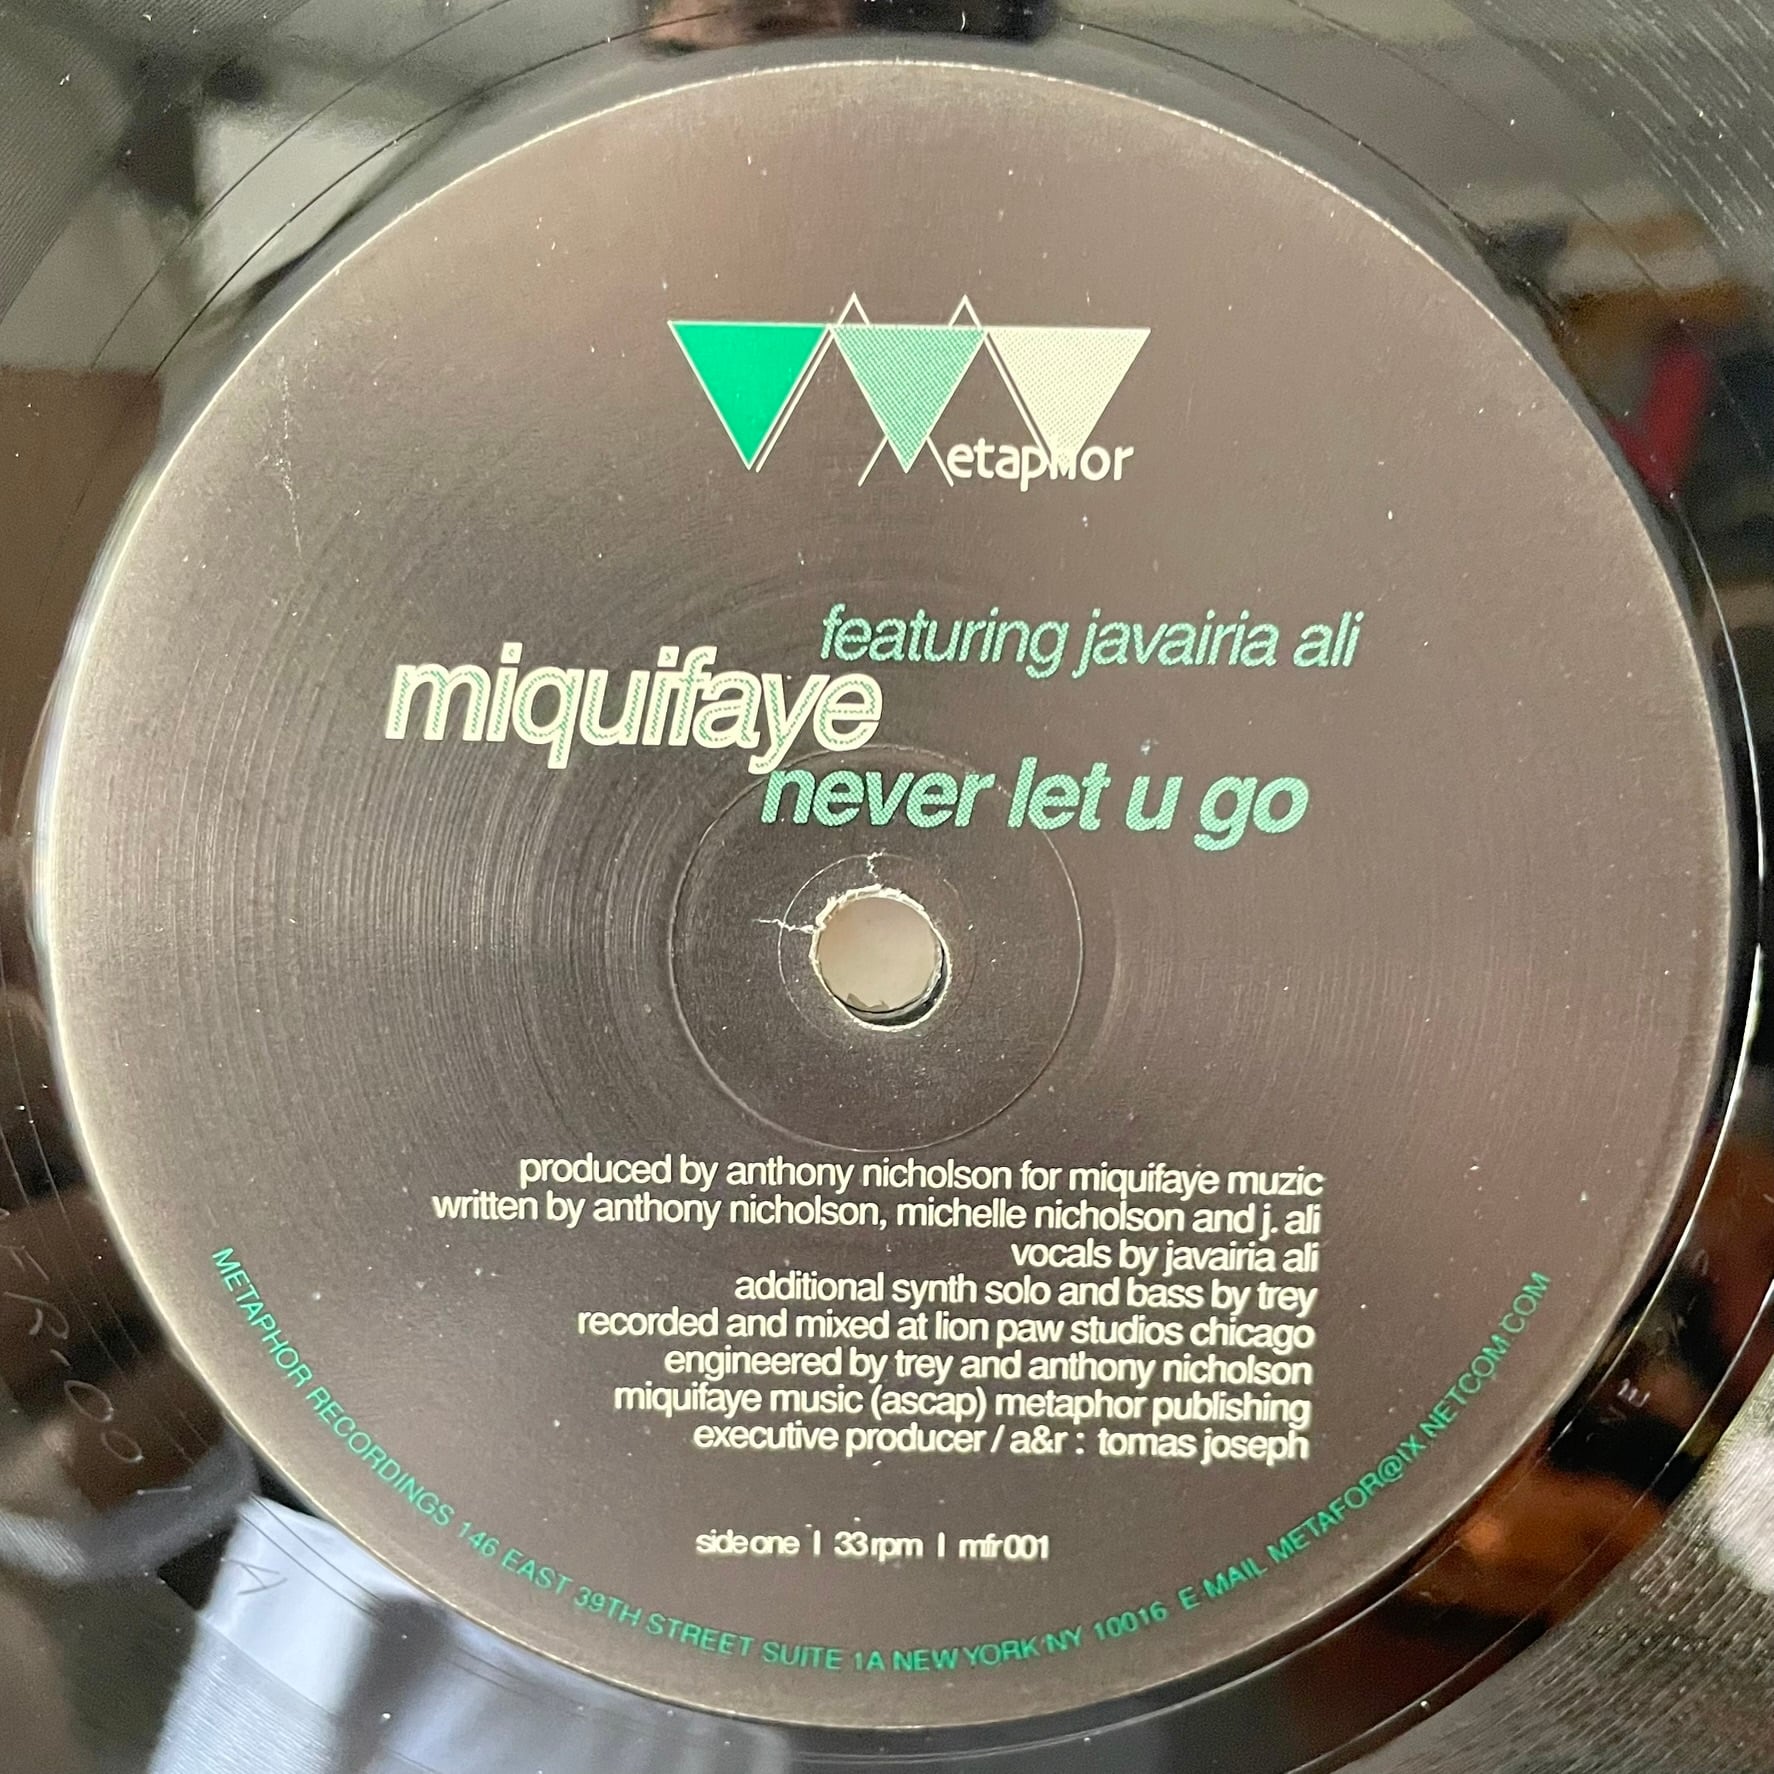 Metaphor
featuring javairia ali
miquifaye
never let u go
produced by anthony nicholson for miquifaye muzic
written by anthony nicholson, michelle nicholson and j. ali
vocals by javairia ali
additional synth solo and bass by trey
recorded and mixed at lion paw studios chicago
engineered by trey and anthony nicholson
miquifaye music (ascap) metaphor publishing
executive producer / a&r : tomas joseph
side one | 33 rpm | mfr 001
METAPHOR RECORDINGS 146 EAST 39TH STREET SUITE 1A NEW YORK NY 10016 E-MAIL METAFOR@IX.NETCOM.COM